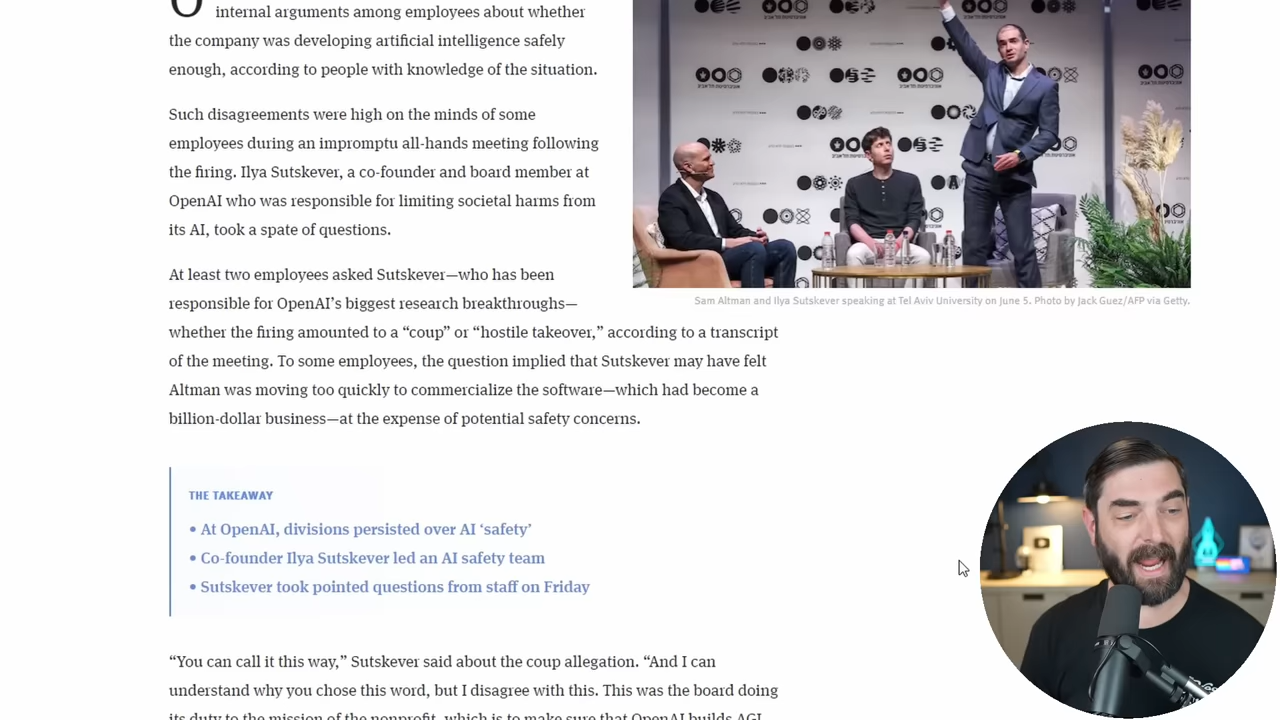 O
internal arguments among employees about whether
the company was developing artificial intelligence safely
enough, according to people with knowledge of the situation.
Such disagreements were high on the minds of some
employees during an impromptu all-hands meeting following
the firing. Ilya Sutskever, a co-founder and board member at
OpenAI who was responsible for limiting societal harms from
its AI, took a spate of questions.
Sam Altman and Ilya Sutskever speaking at Tel Aviv University on June 5. Photo by Jack Guez/AFP via Getty.
At least two employees asked Sutskever—who has been
responsible for OpenAI’s biggest research breakthroughs—
whether the firing amounted to a “coup” or “hostile takeover,” according to a transcript
of the meeting. To some employees, the question implied that Sutskever may have felt
Altman was moving too quickly to commercialize the software—which had become a
billion-dollar business—at the expense of potential safety concerns.
THE TAKEAWAY
• At OpenAI, divisions persisted over AI ‘safety’
• Co-founder Ilya Sutskever led an AI safety team
• Sutskever took pointed questions from staff on Friday
“You can call it this way,” Sutskever said about the coup allegation. “And I can
understand why you chose this word, but I disagree with this. This was the board doing
its duty to the mission of the nonprofit, which is to make sure that OpenAI builds AGI